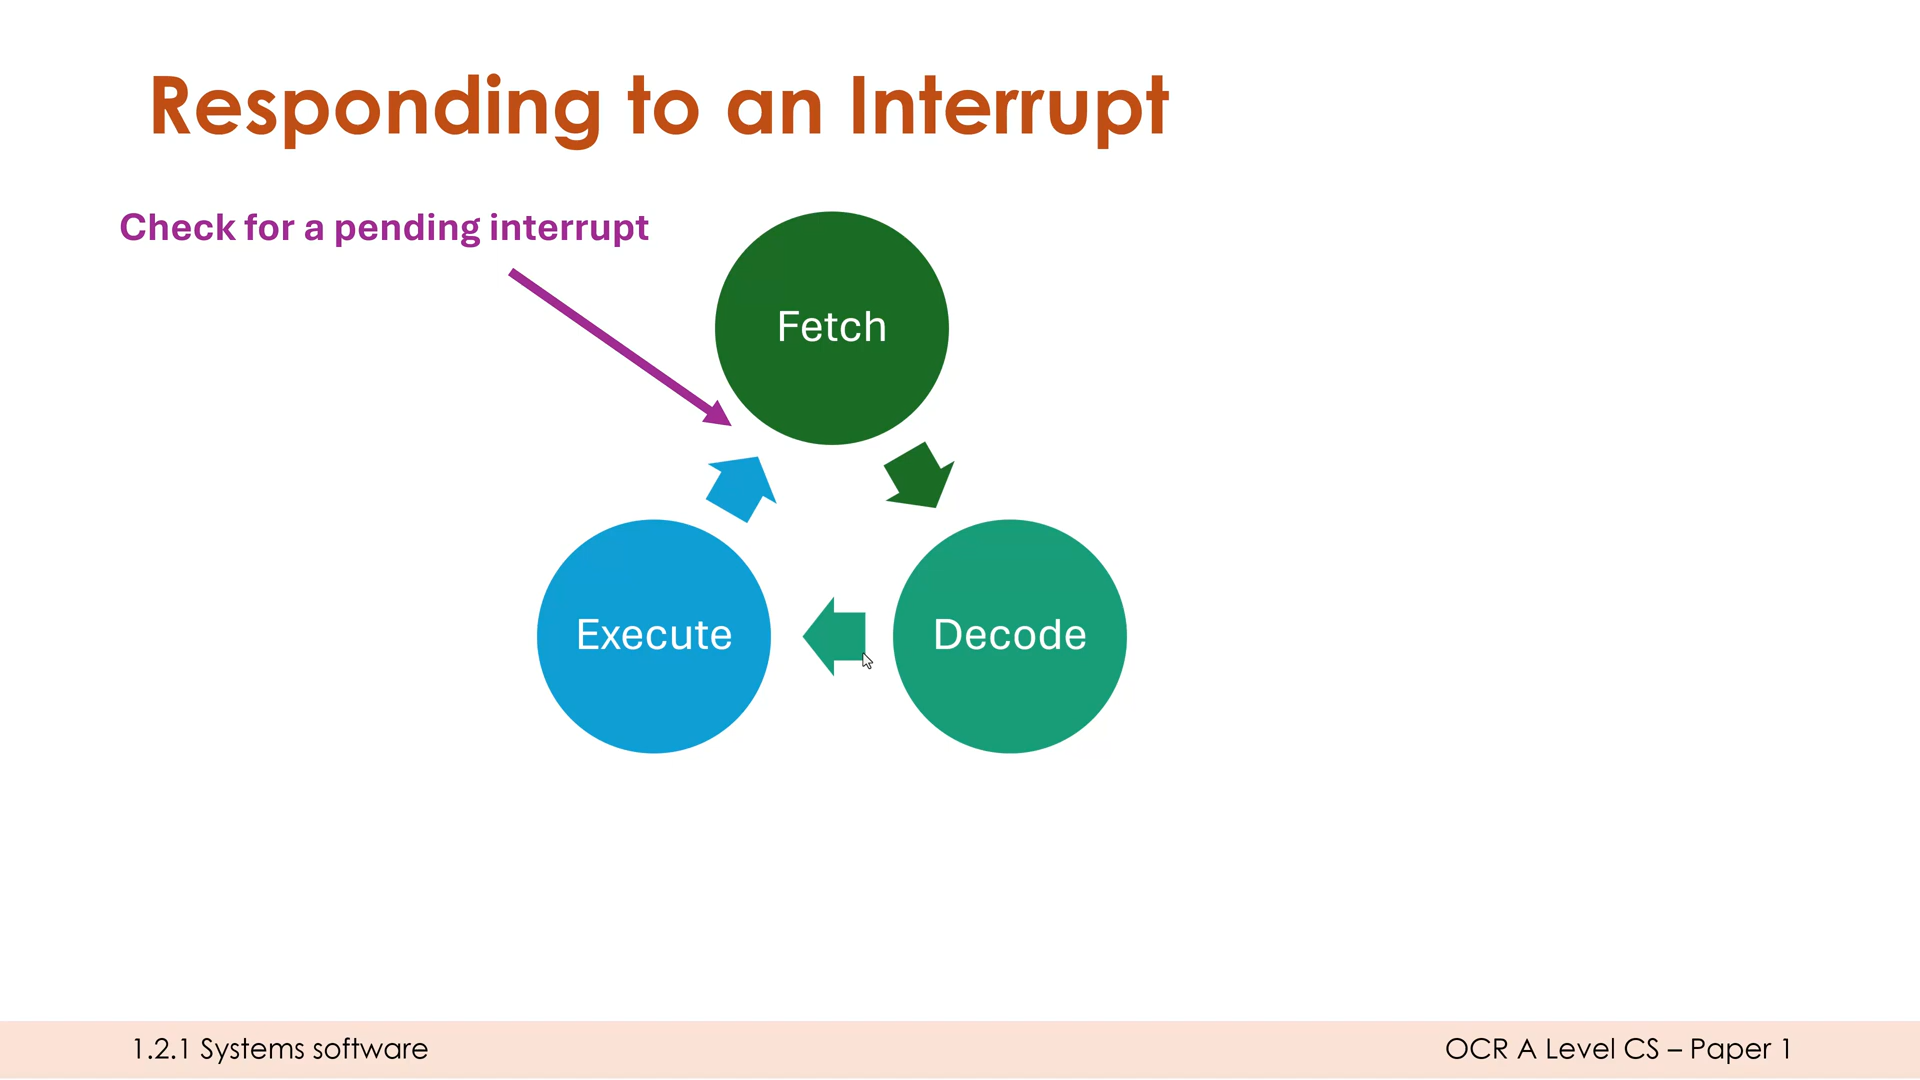 Responding to an Interrupt
Check for a pending interrupt
Fetch
Execute
Decode
1.2.1 Systems software
OCR A Level CS – Paper 1